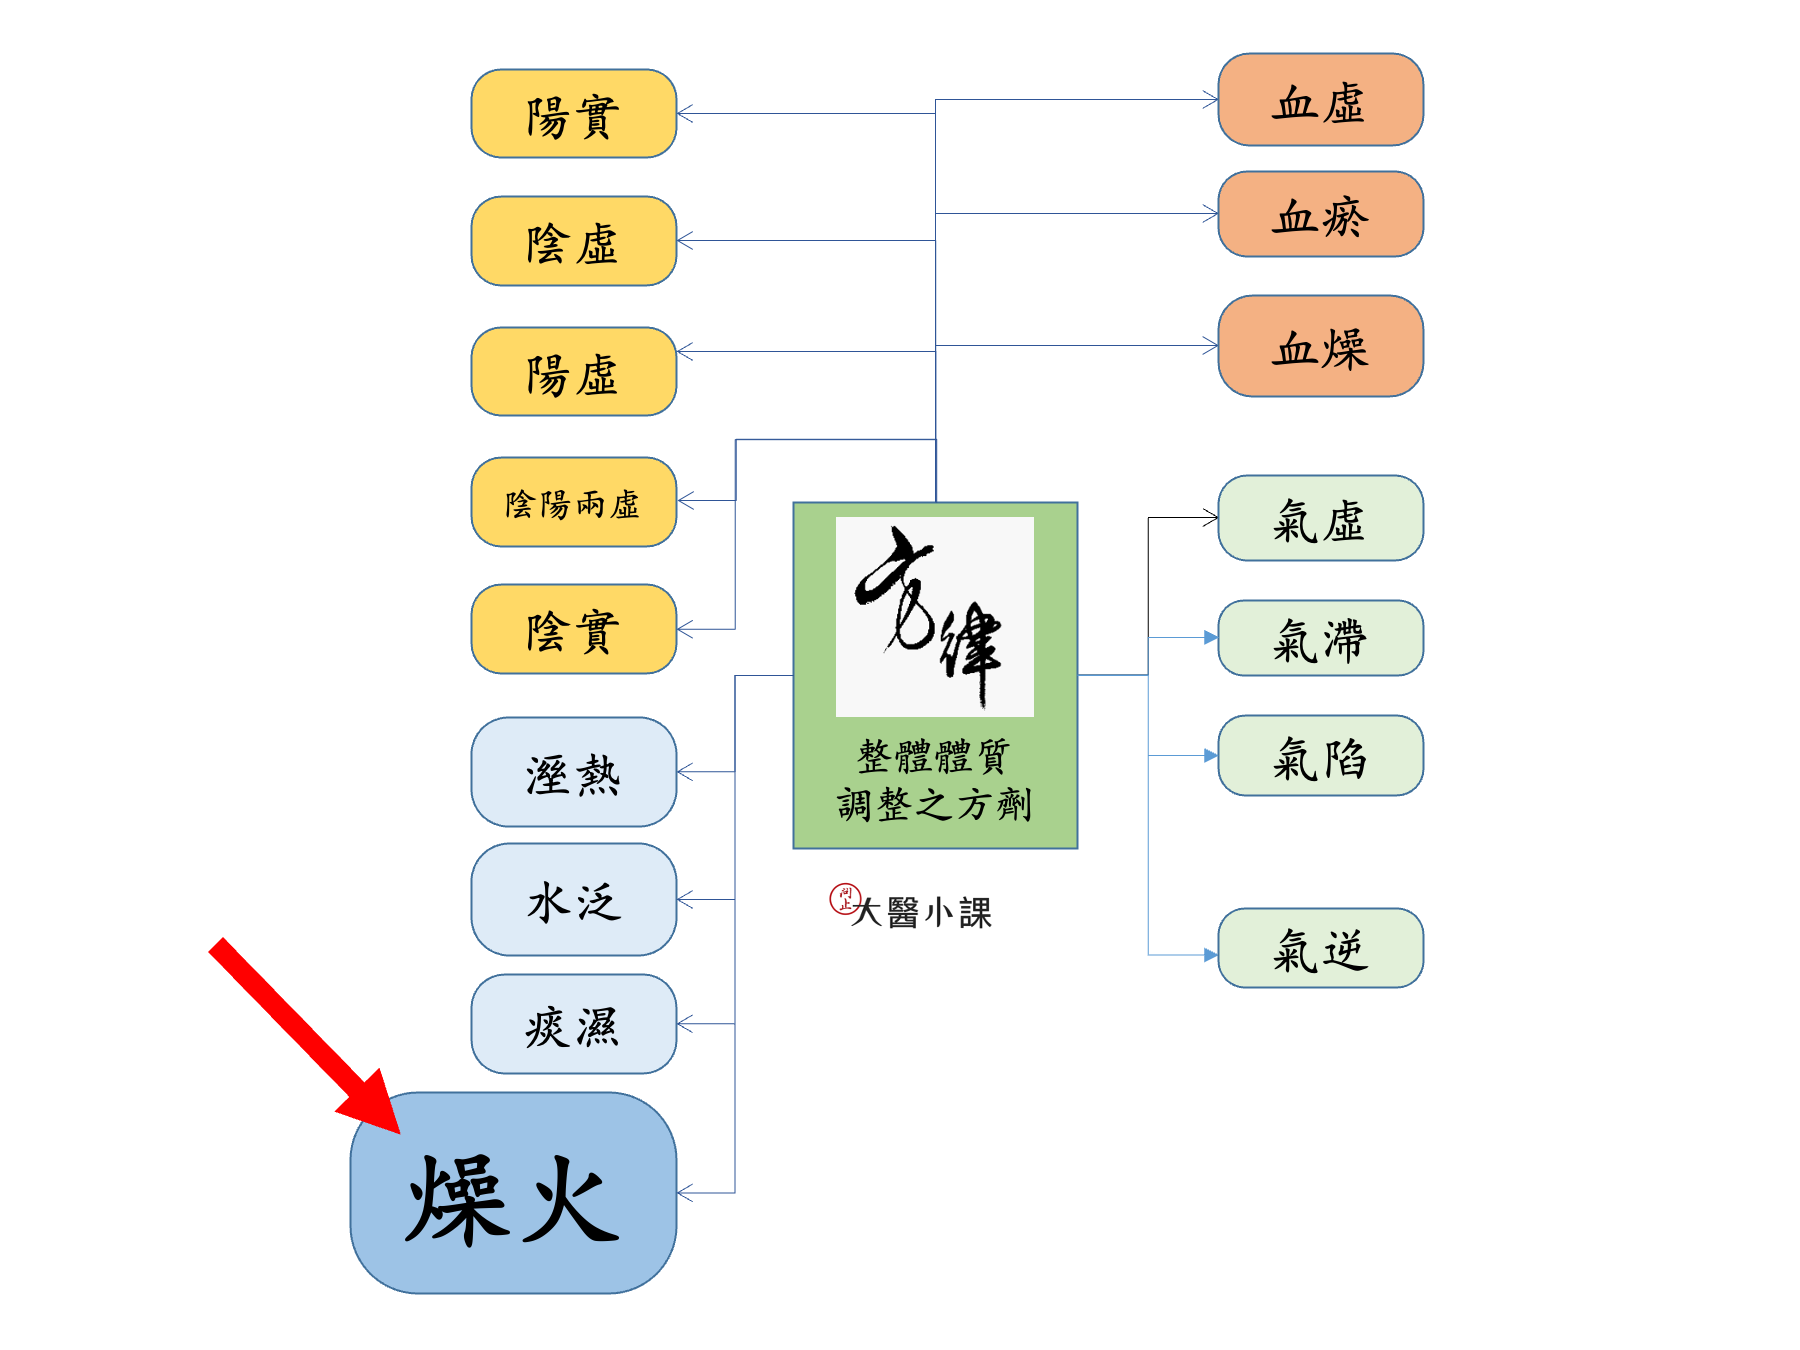 陽實
陰虛
陽虛
陰陽兩虛
陰實
溼熱
水泛
痰濕
燥火
方律
整體體質
調整之方劑
問止
大醫小課
血虛
血瘀
血燥
氣虛
氣滯
氣陷
氣逆